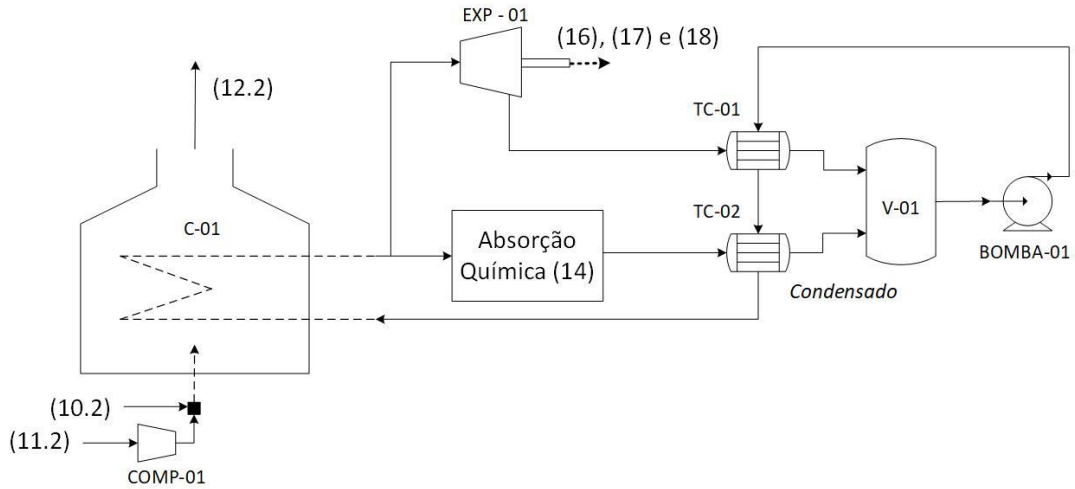 EXP - 01
(16), (17) e (18)
(12.2)
TC-01
C-01
TC-02
V-01
Absorção
Química (14)
BOMBA-01
Condensado
(10.2)
(11.2)
COMP-01